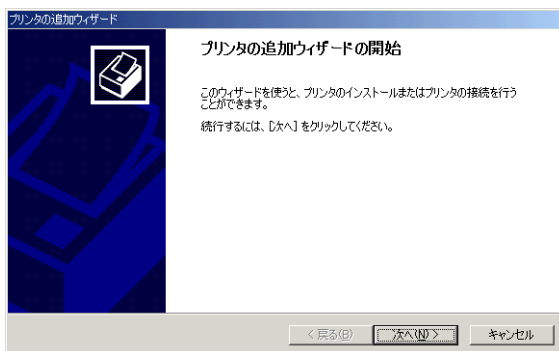 プリンタの追加ウィザード
プリンタの追加ウィザードの開始
このウィザードを使うと、プリンタのインストールまたはプリンタの接続を行う
ことができます。
続行するには、[次へ] をクリックしてください。
< 戻る(B)
次へ(N) >
キャンセル